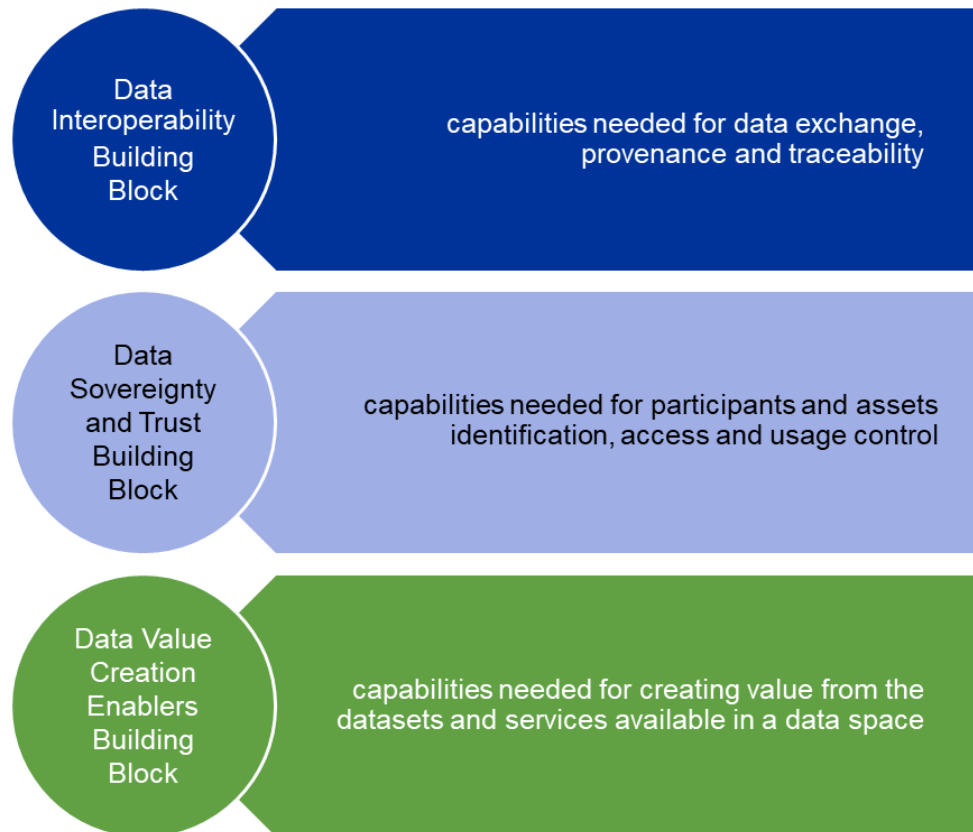 Data
Interoperability
Building
Block
capabilities needed for data exchange,
provenance and traceability
Data
Sovereignty
and Trust
Building
Block
capabilities needed for participants and assets
identification, access and usage control
Data Value
Creation
Enablers
Building
Block
capabilities needed for creating value from the
datasets and services available in a data space